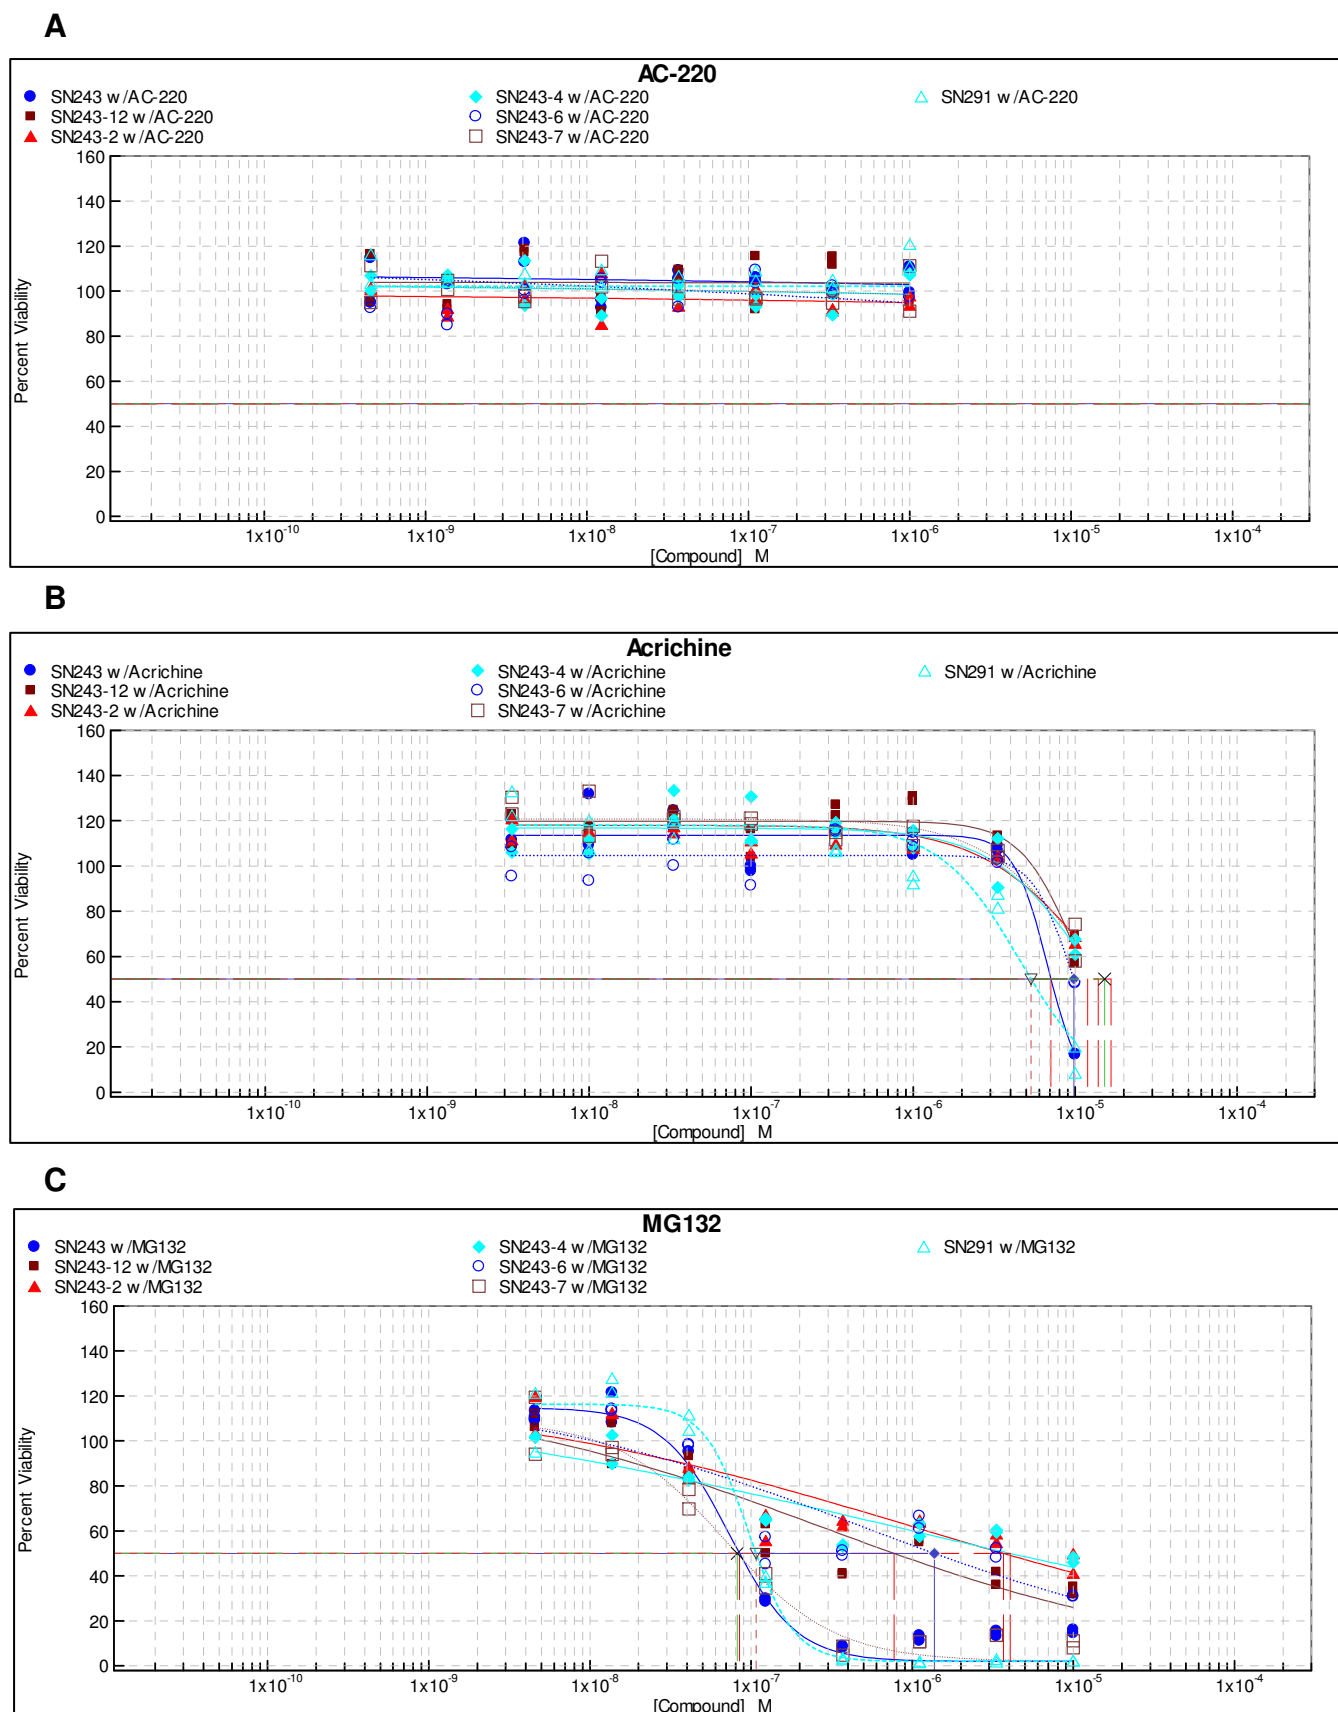 A
AC-220
SN243 w/AC-220
SN243-4 w/AC-220
SN291 w/AC-220
SN243-12 w/AC-220
SN243-6 w/AC-220
SN243-2 w/AC-220
SN243-7 w/AC-220
160
140
120
100
80
60
40
20
0
Percent Viability
1x10⁻¹⁰ 1x10⁻⁹ 1x10⁻⁸ 1x10⁻⁷ 1x10⁻⁶ 1x10⁻⁵ 1x10⁻⁴
[Compound] M
B
Acrichine
SN243 w/Acrichine
SN243-4 w/Acrichine
SN291 w/Acrichine
SN243-12 w/Acrichine
SN243-6 w/Acrichine
SN243-2 w/Acrichine
SN243-7 w/Acrichine
160
140
120
100
80
60
40
20
0
Percent Viability
1x10⁻¹⁰ 1x10⁻⁹ 1x10⁻⁸ 1x10⁻⁷ 1x10⁻⁶ 1x10⁻⁵ 1x10⁻⁴
[Compound] M
C
MG132
SN243 w/MG132
SN243-4 w/MG132
SN291 w/MG132
SN243-12 w/MG132
SN243-6 w/MG132
SN243-2 w/MG132
SN243-7 w/MG132
160
140
120
100
80
60
40
20
0
Percent Viability
1x10⁻¹⁰ 1x10⁻⁹ 1x10⁻⁸ 1x10⁻⁷ 1x10⁻⁶ 1x10⁻⁵ 1x10⁻⁴
[Compound] M